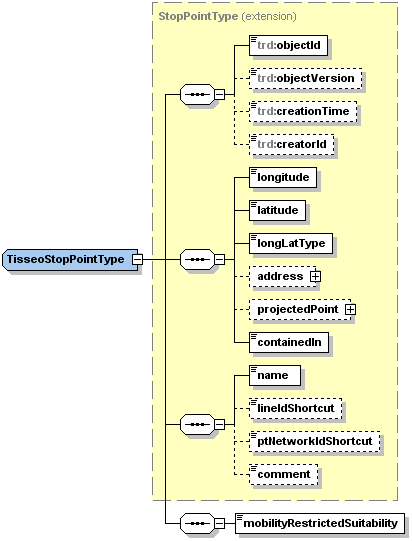 StopPointType (extension)
trd:objectId
trd:objectVersion
trd:creationTime
trd:creatorId
longitude
latitude
longLatType
TisseoStopPointType
address
projectedPoint
containedIn
name
lineIdShortcut
ptNetworkIdShortcut
comment
mobilityRestrictedSuitability